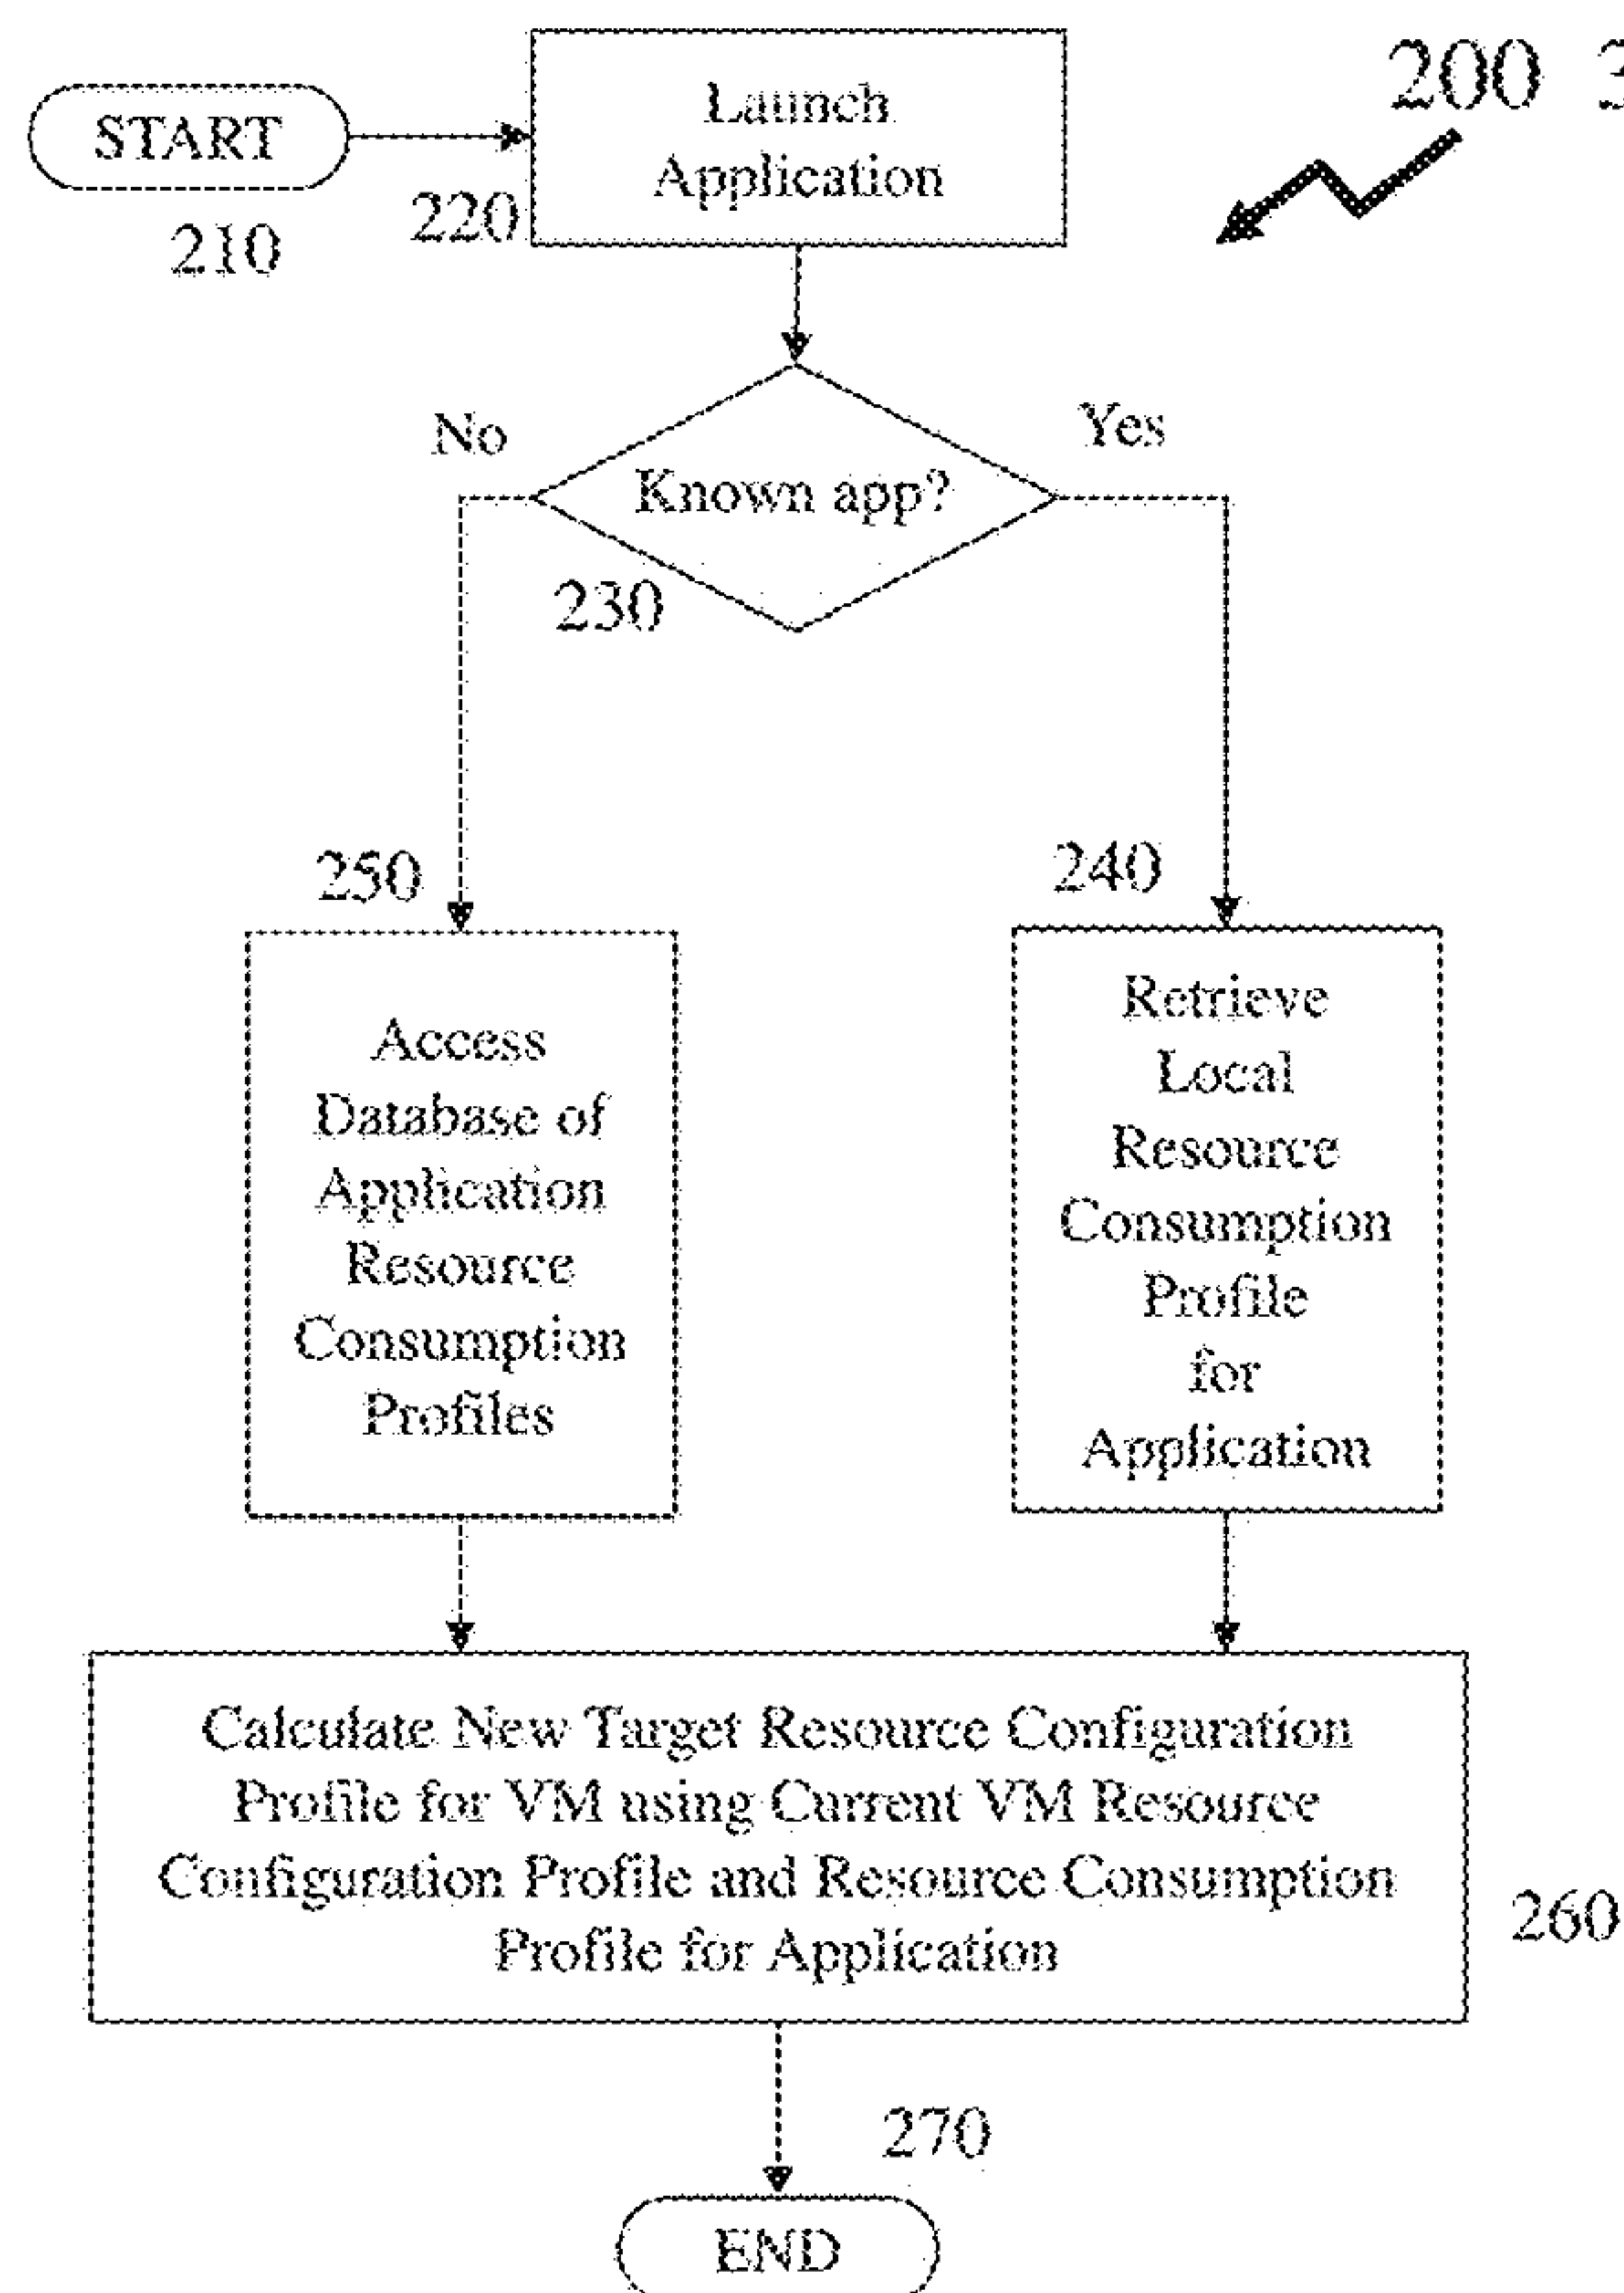 Launch
Application
200 3
START
220
210
No
Yes
Known app?
230
250
240
Access
Database of
Application
Resource
Consumption
Profiles
Retrieve
Local
Resource
Consumption
Profile
for
Application
Calculate New Target Resource Configuration
Profile for VM using Current VM Resource
Configuration Profile and Resource Consumption
Profile for Application
260
270
END